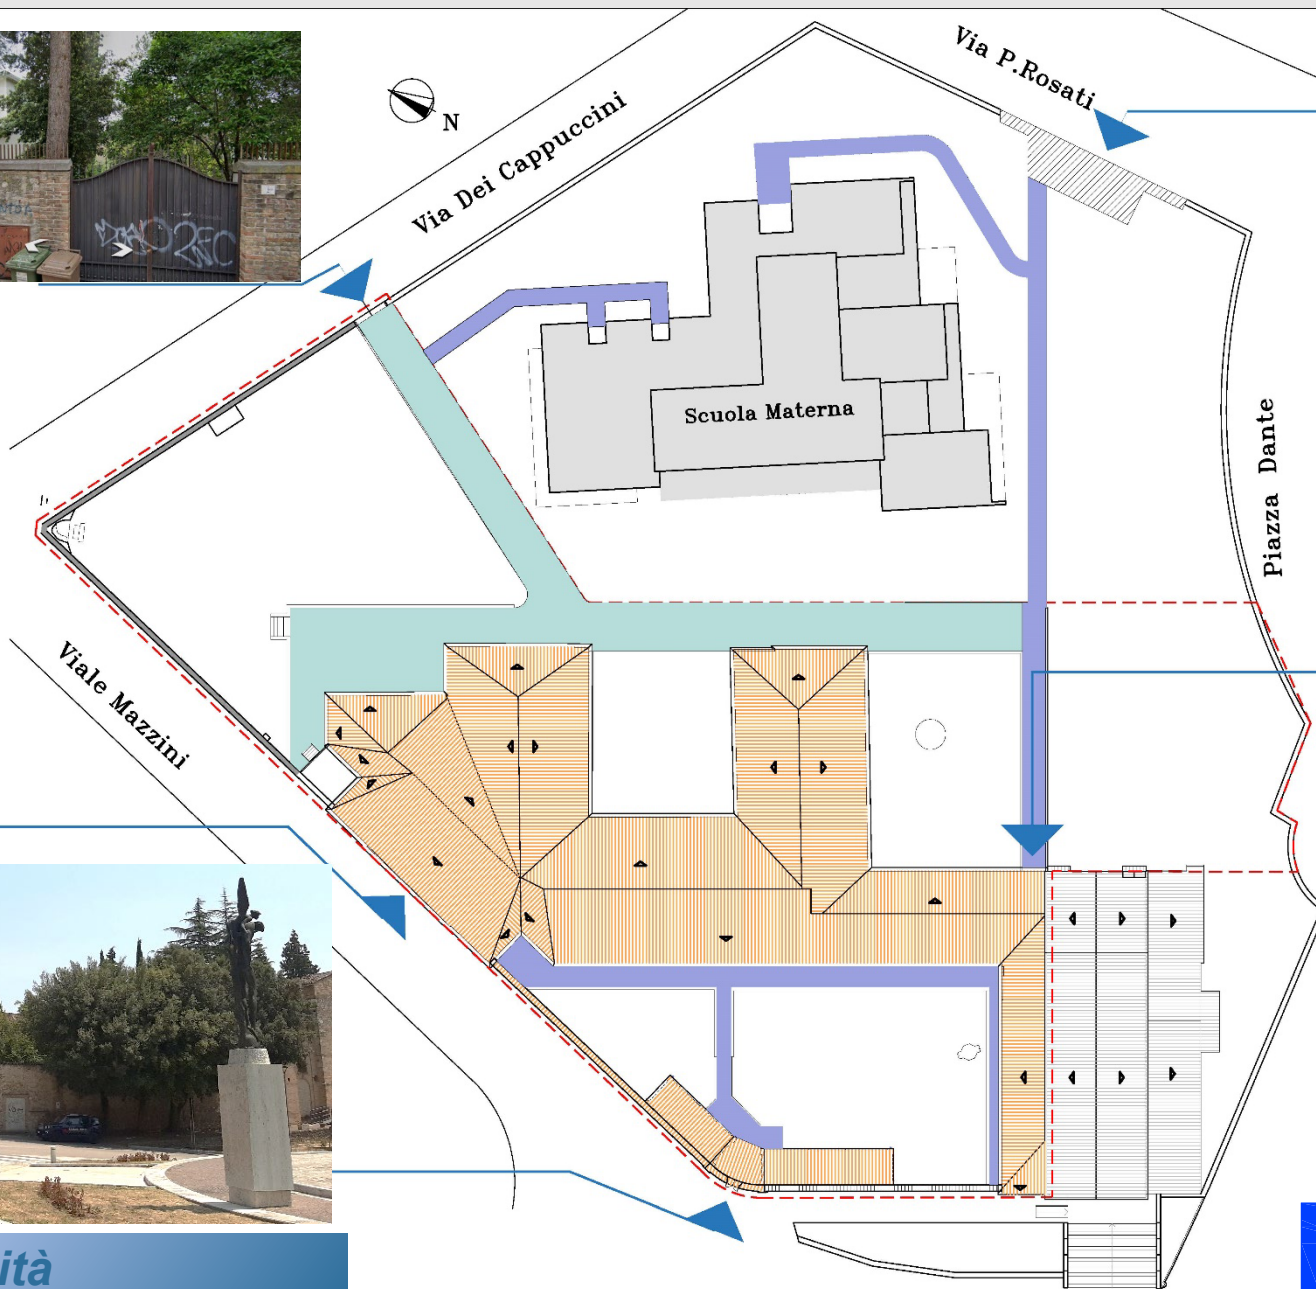 Via P.Rosati
N
Via Dei Cappuccini
Scuola Materna
Piazza Dante
Viale Mazzini
ità